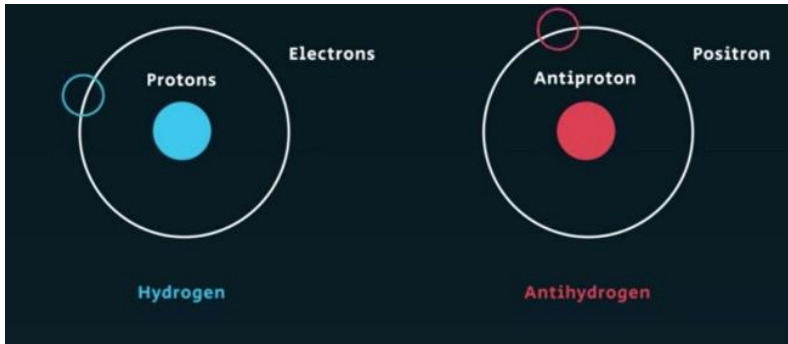 Electrons
Protons
Hydrogen
Positron
Antiproton
Antihydrogen